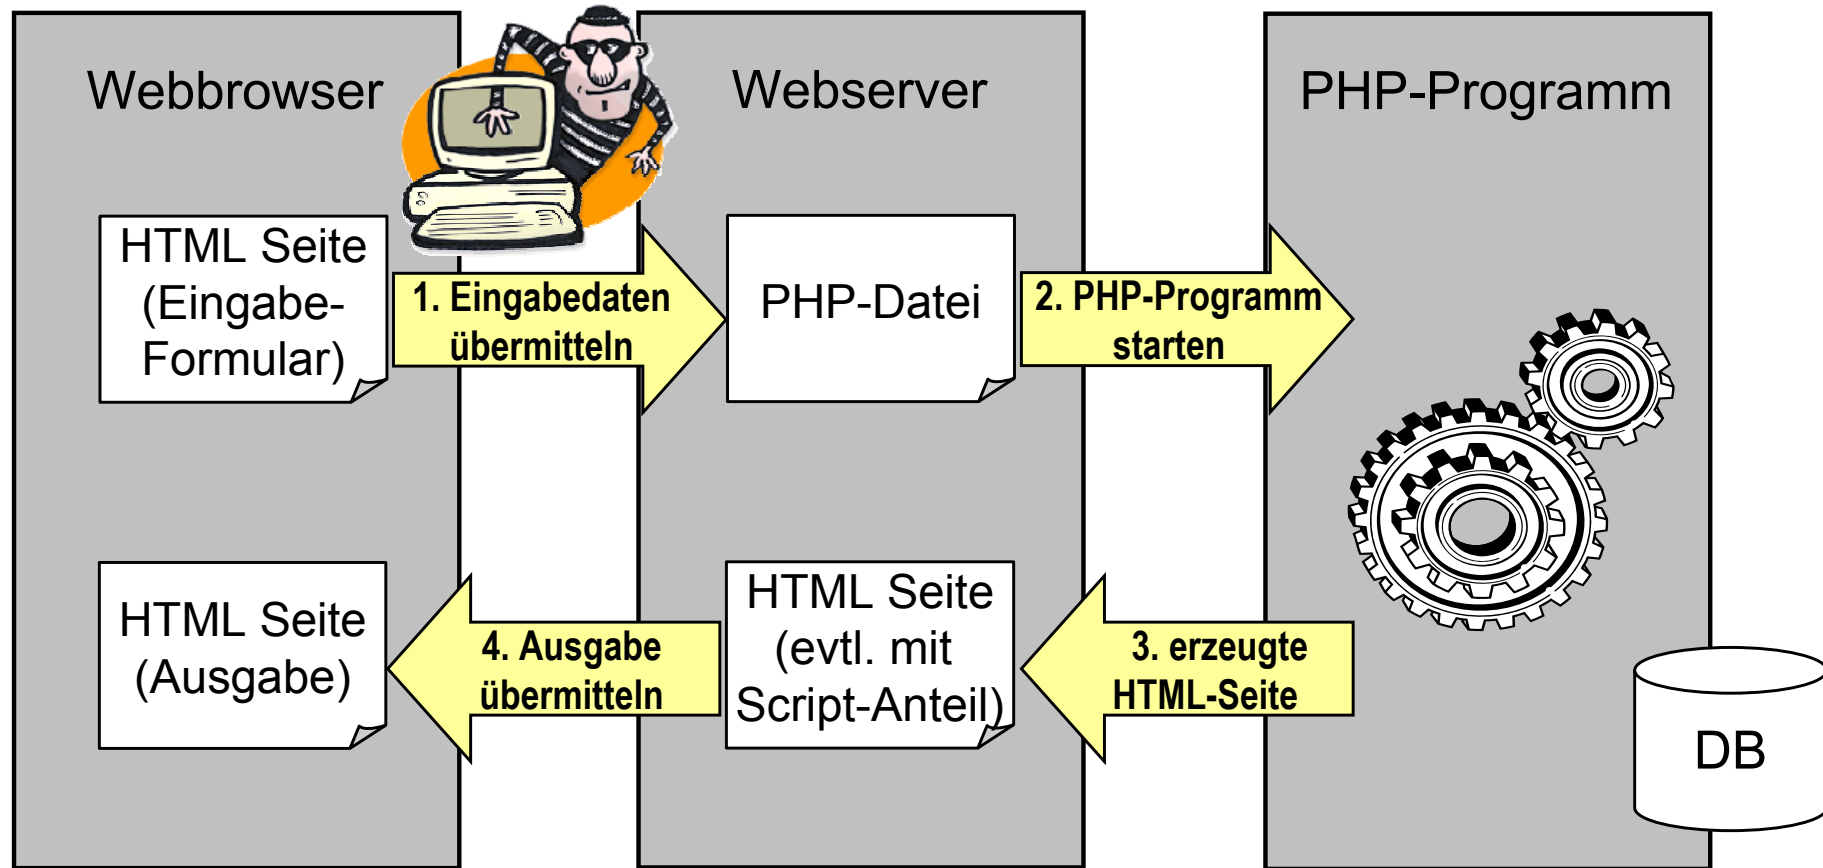 Webbrowser
Webserver
PHP-Programm
HTML Seite
(Eingabe-
Formular)
1. Eingabedaten
übermitteln
PHP-Datei
2. PHP-Programm
starten
HTML Seite
(Ausgabe)
4. Ausgabe
übermitteln
HTML Seite
(evtl. mit
Script-Anteil)
3. erzeugte
HTML-Seite
DB